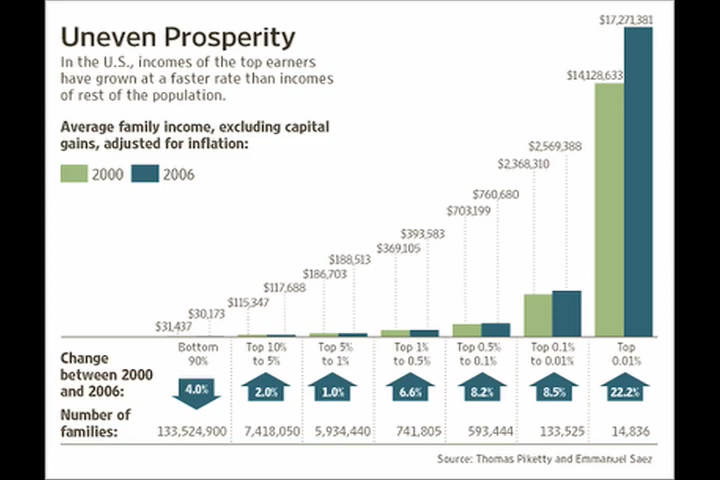 Uneven Prosperity
In the U.S., incomes of the top earners
have grown at a faster rate than incomes
of rest of the population.
Average family income, excluding capital
gains, adjusted for inflation:
2000 2006
$31,437
$30,173
$115,347
$117,688
$186,703
$188,513
$369,105
$393,583
$703,199
$760,680
$2,368,310
$2,569,388
$14,128,633
$17,271,381
Bottom Top 10% Top 5% Top 1% Top 0.5% Top 0.1% Top
90% to 5% to 1% to 0.5% to 0.1% to 0.01% 0.01%
Change
between 2000
and 2006:
4.0% 2.0% 1.0% 6.6% 8.2% 8.5% 22.2%
Number of
families:
133,524,900 7,418,050 5,934,440 741,805 593,444 133,525 14,836
Source: Thomas Piketty and Emmanuel Saez